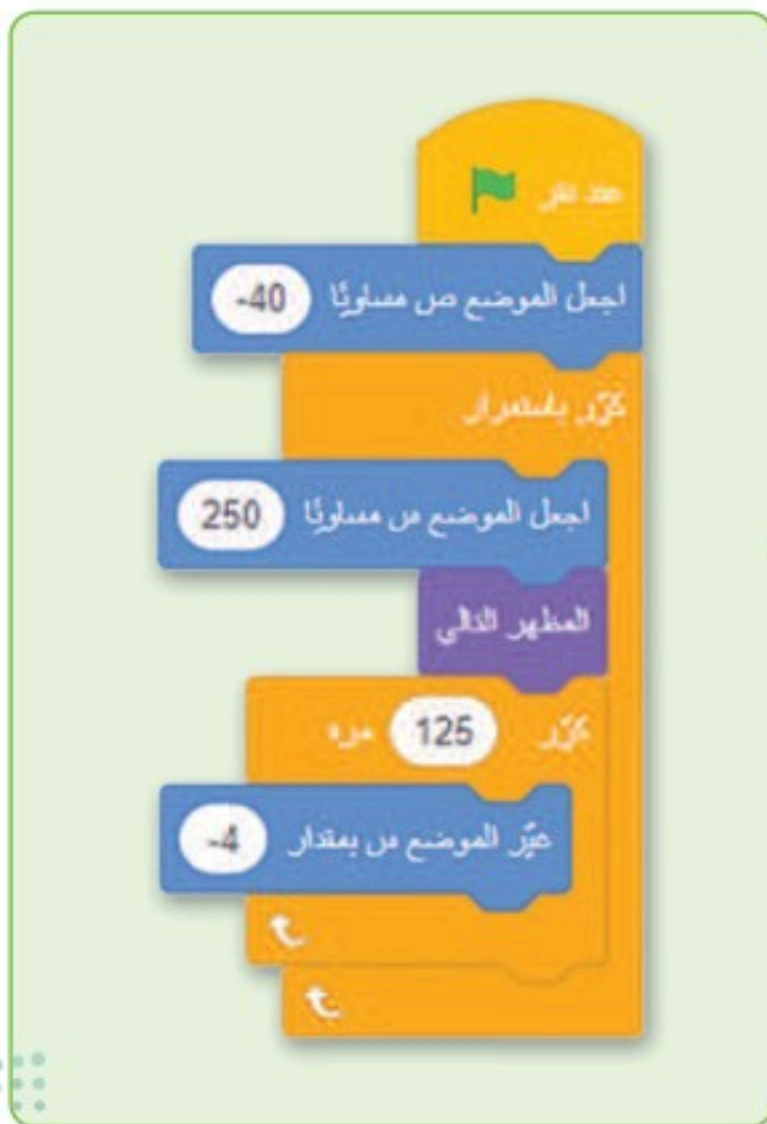 عند نقر
اجعل الموضع ص مساويًا -40
كرّر باستمرار
اجعل الموضع س مساويًا 250
المظهر التالي
كرّر 125 مرة
غيّر الموضع س بمقدار -4